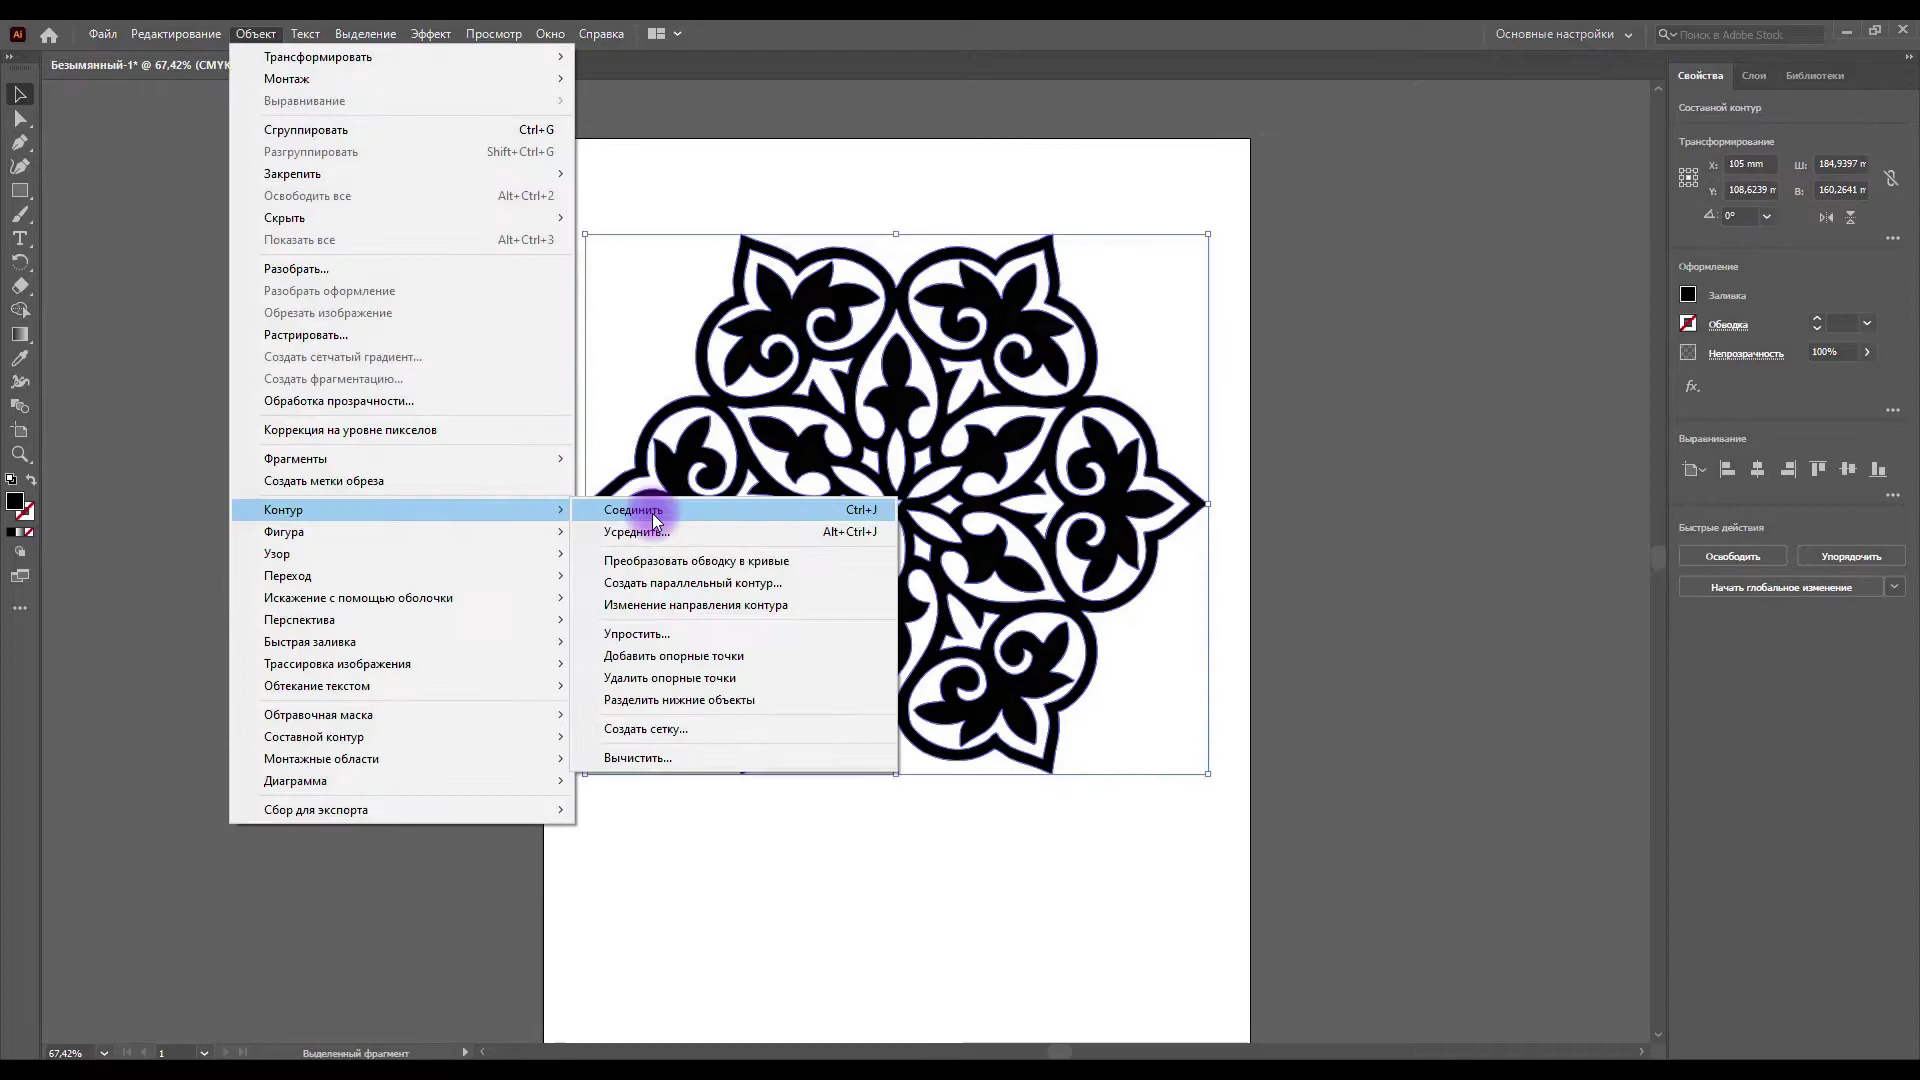 Ai
Файл Редактирование Объект Текст Выделение Эффект Просмотр Окно Справка
Основные настройки
Поиск в Adobe Stock
Безымянный-1* @ 67,42% (CMYK
Трансформировать
Монтаж
Выравнивание
Сгруппировать Ctrl+G
Разгруппировать Shift+Ctrl+G
Закрепить
Освободить все Alt+Ctrl+2
Скрыть
Показать все Alt+Ctrl+3
Разобрать...
Разобрать оформление
Обрезать изображение
Растрировать...
Создать сетчатый градиент...
Создать фрагментацию...
Обработка прозрачности...
Коррекция на уровне пикселов
Фрагменты
Создать метки обреза
Контур
Фигура
Узор
Переход
Искажение с помощью оболочки
Перспектива
Быстрая заливка
Трассировка изображения
Обтекание текстом
Обтравочная маска
Составной контур
Монтажные области
Диаграмма
Сбор для экспорта
Соединить Ctrl+J
Усреднить... Alt+Ctrl+J
Преобразовать обводку в кривые
Создать параллельный контур...
Изменение направления контура
Упростить...
Добавить опорные точки
Удалить опорные точки
Разделить нижние объекты
Создать сетку...
Вычистить...
Свойства Слои Библиотеки
Составной контур
Трансформирование
X: 105 mm Ш: 184,9397 m
Y: 108,6239 m В: 160,2641 m
0°
Оформление
Заливка
Обводка
Непрозрачность 100%
fx.
Выравнивание
Быстрые действия
Освободить Упорядочить
Начать глобальное изменение
67,42% 1 Выделенный фрагмент